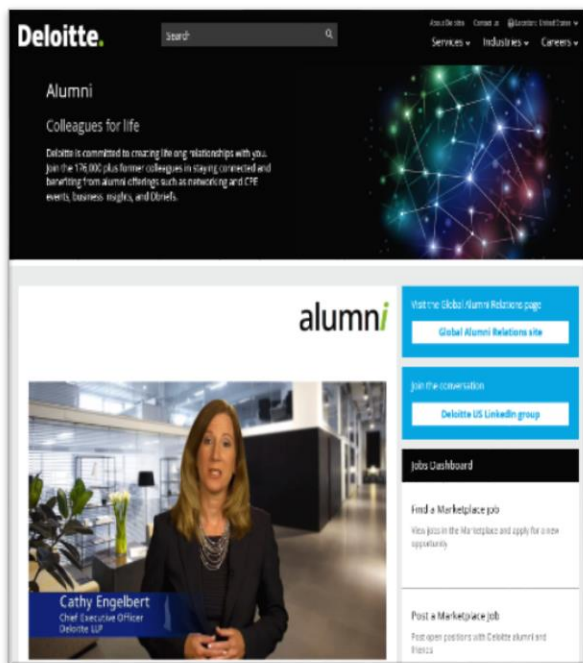 Deloitte.
Search
About Deloitte Contact us Location: United States
Services Industries Careers
Alumni
Colleagues for life
Deloitte is committed to creating life long relationships with you.
Join the 176,000 plus former colleagues in staying connected and
benefiting from alumni offerings such as networking and CPE
events, business insights, and Dbriefs.
alumni
Visit the Global Alumni Relations page
Global Alumni Relations site
Join the conversation
Deloitte US LinkedIn group
Jobs Dashboard
Find a Marketplace job
View jobs in the Marketplace and apply for a new
opportunity
Cathy Engelbert
Chief Executive Officer
Deloitte LLP
Post a Marketplace job
Post open positions with Deloitte alumni and
friends